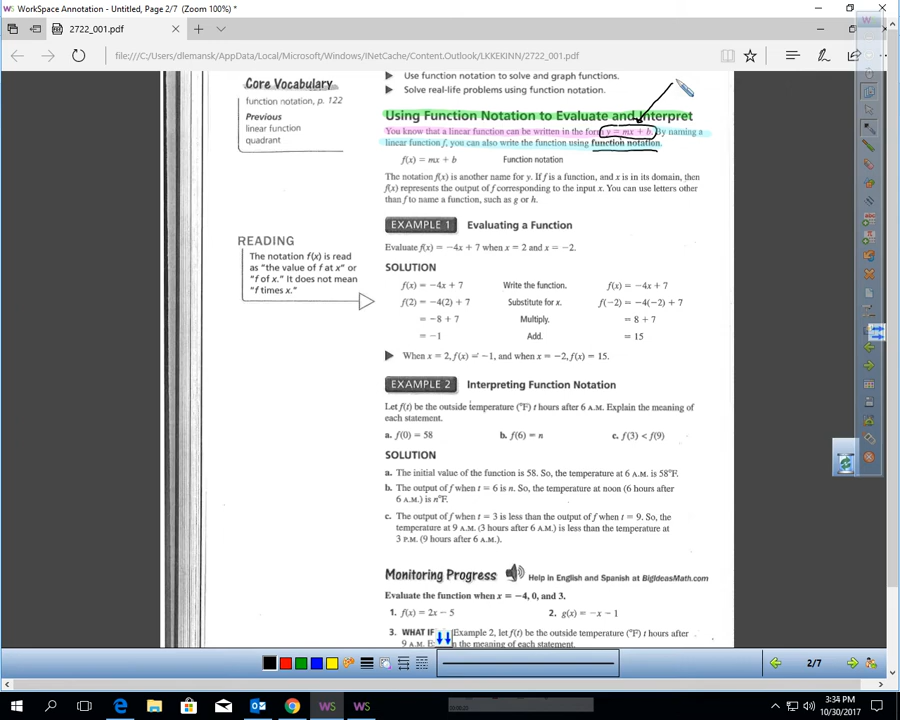 WorkSpace Annotation - Untitled, Page 2/7 (Zoom 100%)
2722_001.pdf
file:///C:/Users/dlemansk/AppData/Local/Microsoft/Windows/INetCache/Content.Outlook/LKKEKINN/2722_001.pdf
Core Vocabulary
function notation, p. 122
Previous
linear function
quadrant
Use function notation to solve and graph functions.
Solve real-life problems using function notation.
Using Function Notation to Evaluate and Interpret
You know that a linear function can be written in the form y = mx + b. By naming a
linear function f, you can also write the function using function notation.
f(x) = mx + b Function notation
The notation f(x) is another name for y. If f is a function, and x is in its domain, then
f(x) represents the output of f corresponding to the input x. You can use letters other
than f to name a function, such as g or h.
EXAMPLE 1 Evaluating a Function
READING
The notation f(x) is read
as “the value of f at x” or
“f of x.” It does not mean
“f times x.”
Evaluate f(x) = −4x + 7 when x = 2 and x = −2.
SOLUTION
f(x) = −4x + 7 Write the function. f(x) = −4x + 7
f(2) = −4(2) + 7 Substitute for x. f(−2) = −4(−2) + 7
= −8 + 7 Multiply. = 8 + 7
= −1 Add. = 15
When x = 2, f(x) = −1, and when x = −2, f(x) = 15.
EXAMPLE 2 Interpreting Function Notation
Let f(t) be the outside temperature (°F) t hours after 6 A.M. Explain the meaning of
each statement.
a. f(0) = 58 b. f(6) = n c. f(3) < f(9)
SOLUTION
a. The initial value of the function is 58. So, the temperature at 6 A.M. is 58°F.
b. The output of f when t = 6 is n. So, the temperature at noon (6 hours after
6 A.M.) is n°F.
c. The output of f when t = 3 is less than the output of f when t = 9. So, the
temperature at 9 A.M. (3 hours after 6 A.M.) is less than the temperature at
3 P.M. (9 hours after 6 A.M.).
Monitoring Progress Help in English and Spanish at BigIdeasMath.com
Evaluate the function when x = −4, 0, and 3.
1. f(x) = 2x − 5 2. g(x) = −x − 1
3. WHAT IF Example 2, let f(t) be the outside temperature (°F) t hours after
9 A.M. the meaning of each statement.
2/7
3:34 PM
10/30/2017